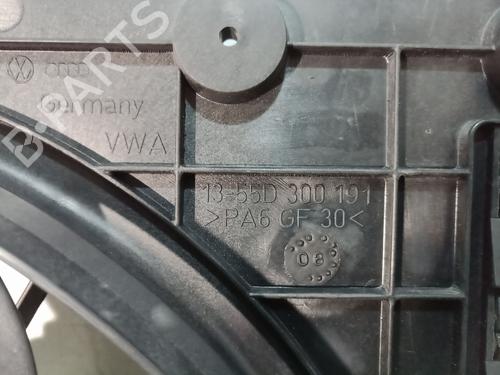 B-PARTS
Germany
VWA
13-55D 300 191
>PA6 GF 30<
08